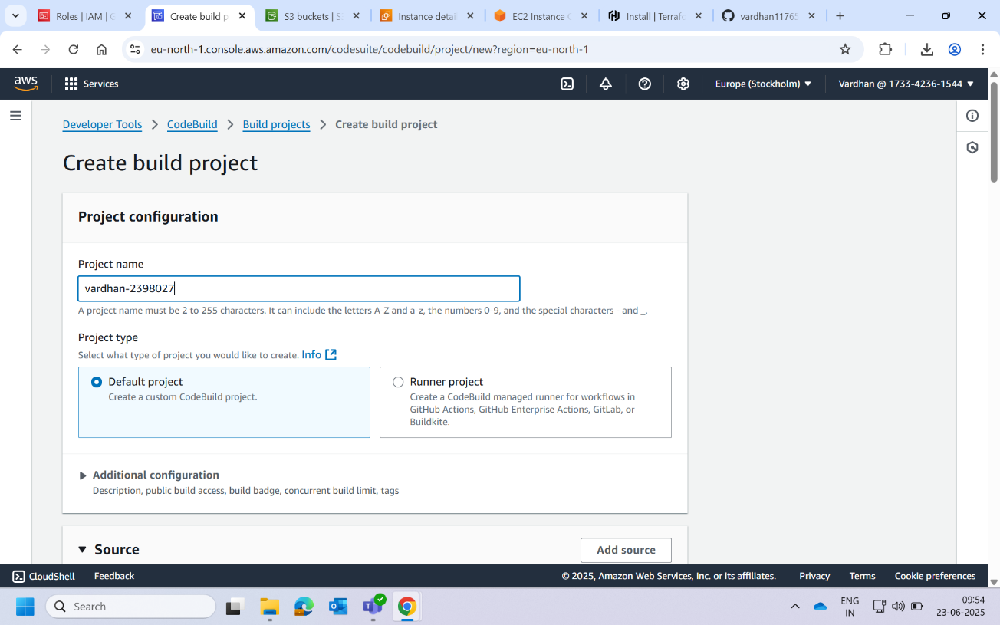 Roles | IAM | G
Create build p
S3 buckets | S
Instance detai
EC2 Instance C
Install | Terrafo
vardhan11765
eu-north-1.console.aws.amazon.com/codesuite/codebuild/project/new?region=eu-north-1
aws
Services
Europe (Stockholm)
Vardhan @ 1733-4236-1544
Developer Tools > CodeBuild > Build projects > Create build project
Create build project
Project configuration
Project name
vardhan-2398027
A project name must be 2 to 255 characters. It can include the letters A-Z and a-z, the numbers 0-9, and the special characters - and _.
Project type
Select what type of project you would like to create. Info
Default project
Create a custom CodeBuild project.
Runner project
Create a CodeBuild managed runner for workflows in
GitHub Actions, GitHub Enterprise Actions, GitLab, or
Buildkite.
Additional configuration
Description, public build access, build badge, concurrent build limit, tags
Source
Add source
CloudShell
Feedback
© 2025, Amazon Web Services, Inc. or its affiliates.
Privacy
Terms
Cookie preferences
Search
ENG
IN
09:54
23-06-2025